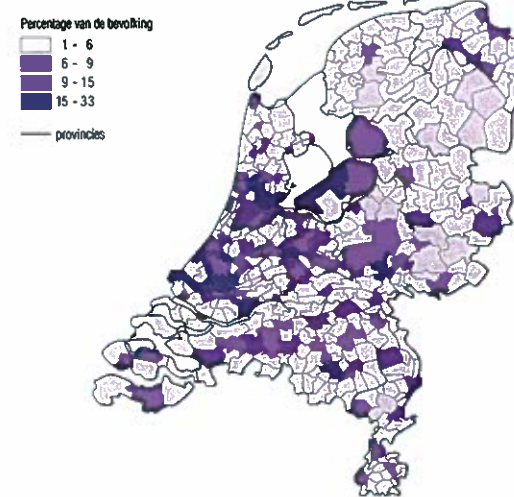 Percentage van de bevolking
1 - 6
6 - 9
9 - 15
15 - 33
provincies